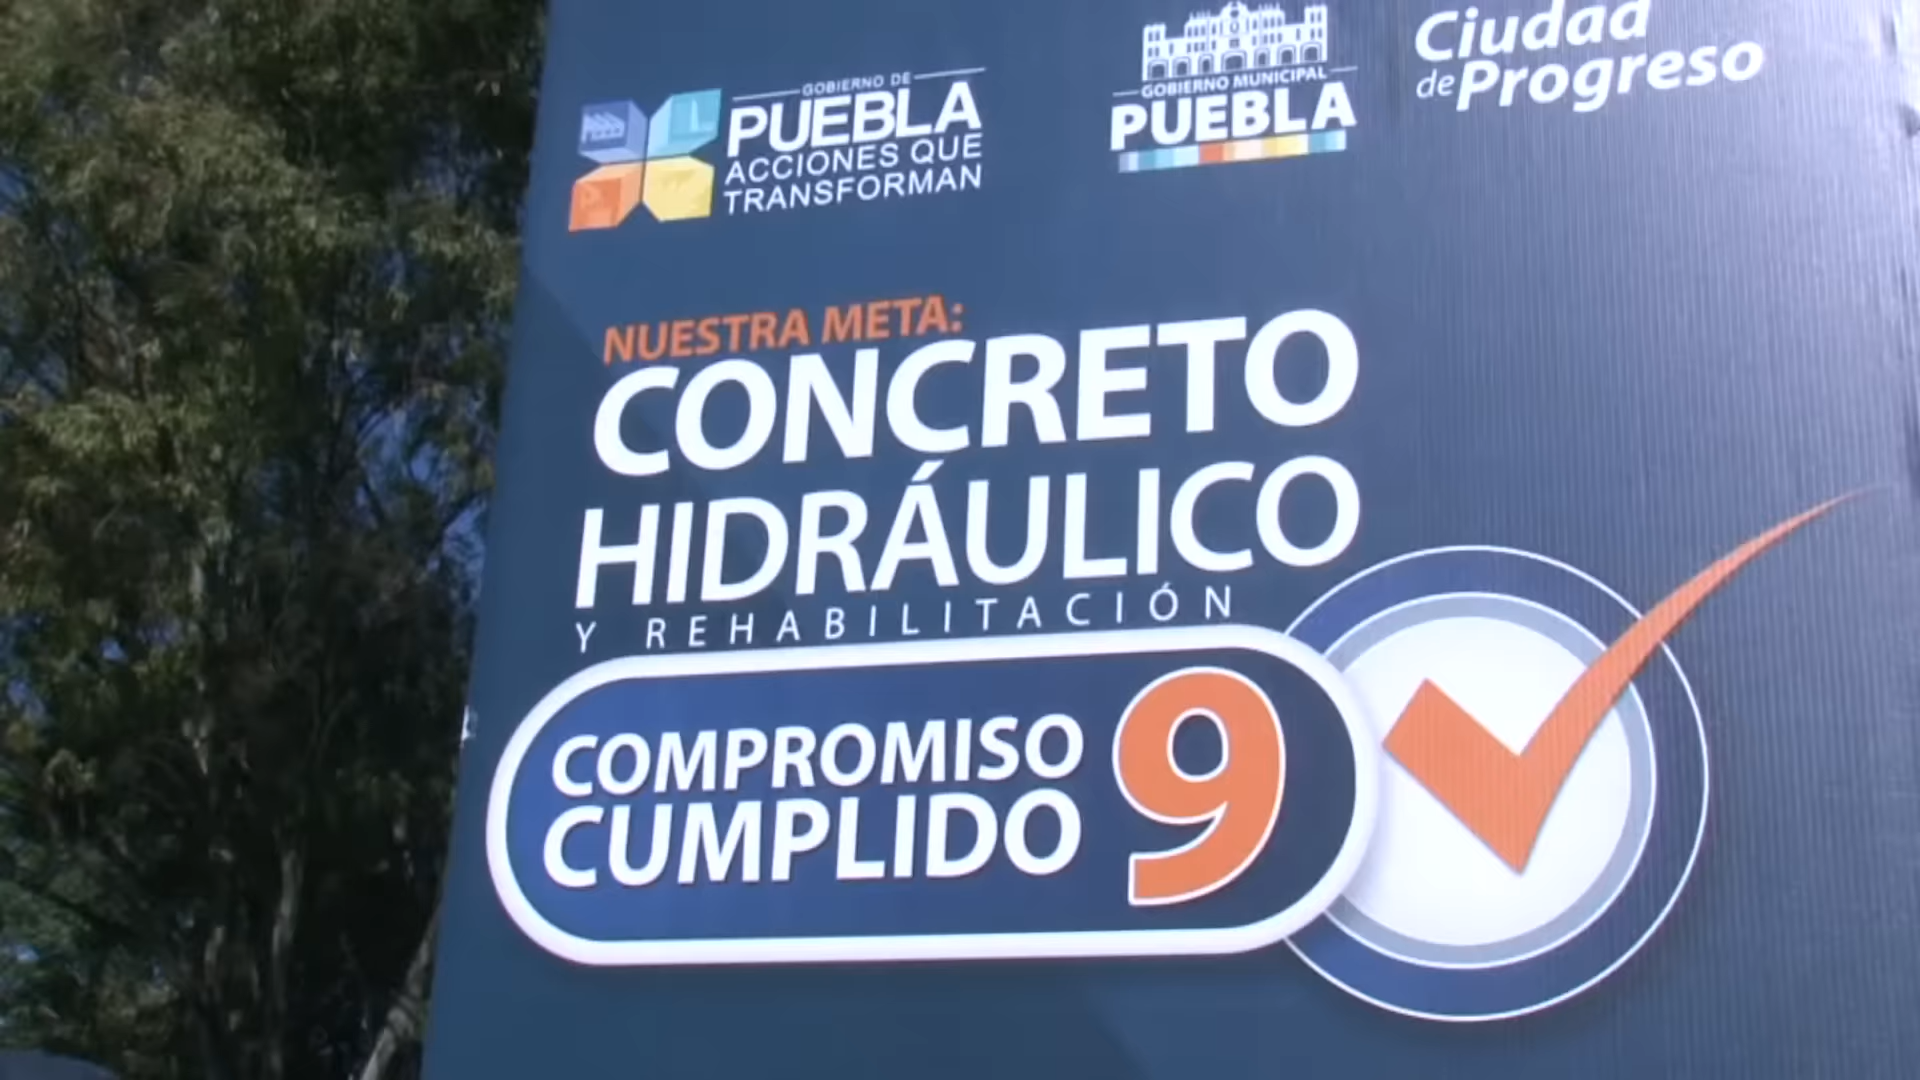 GOBIERNO DE
PUEBLA
ACCIONES QUE
TRANSFORMAN
GOBIERNO MUNICIPAL
PUEBLA
Ciudad
de Progreso
NUESTRA META:
CONCRETO
HIDRÁULICO
Y REHABILITACIÓN
COMPROMISO
CUMPLIDO 9